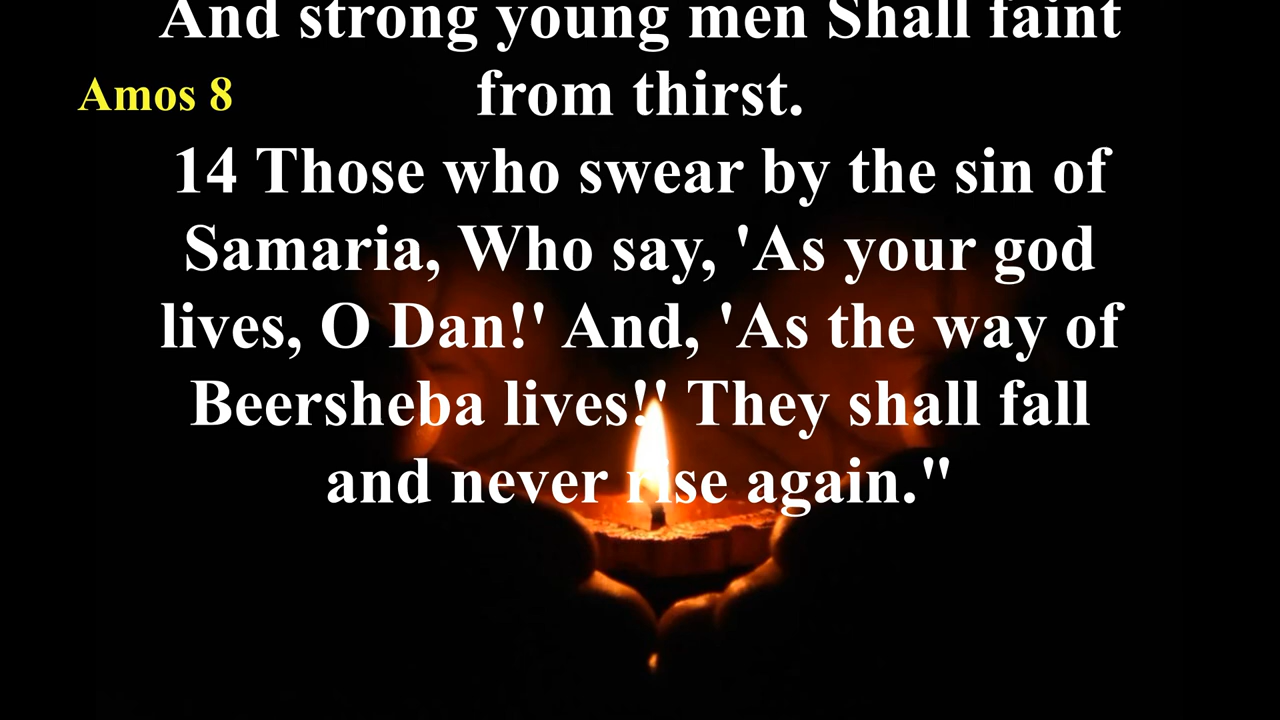 And strong young men Shall faint
Amos 8
from thirst.
14 Those who swear by the sin of
Samaria, Who say, 'As your god
lives, O Dan!' And, 'As the way of
Beersheba lives!' They shall fall
and never rise again."